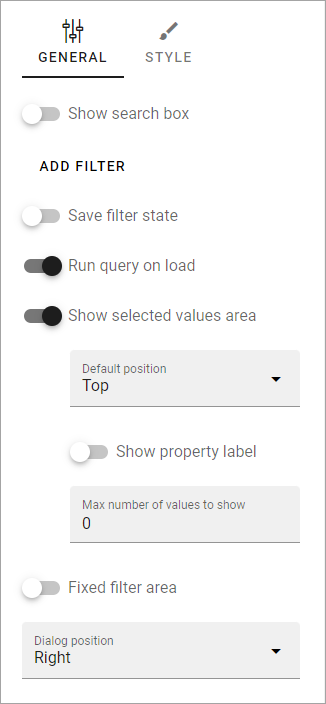 GENERAL STYLE
Show search box
ADD FILTER
Save filter state
Run query on load
Show selected values area
Default position
Top
Show property label
Max number of values to show
0
Fixed filter area
Dialog position
Right